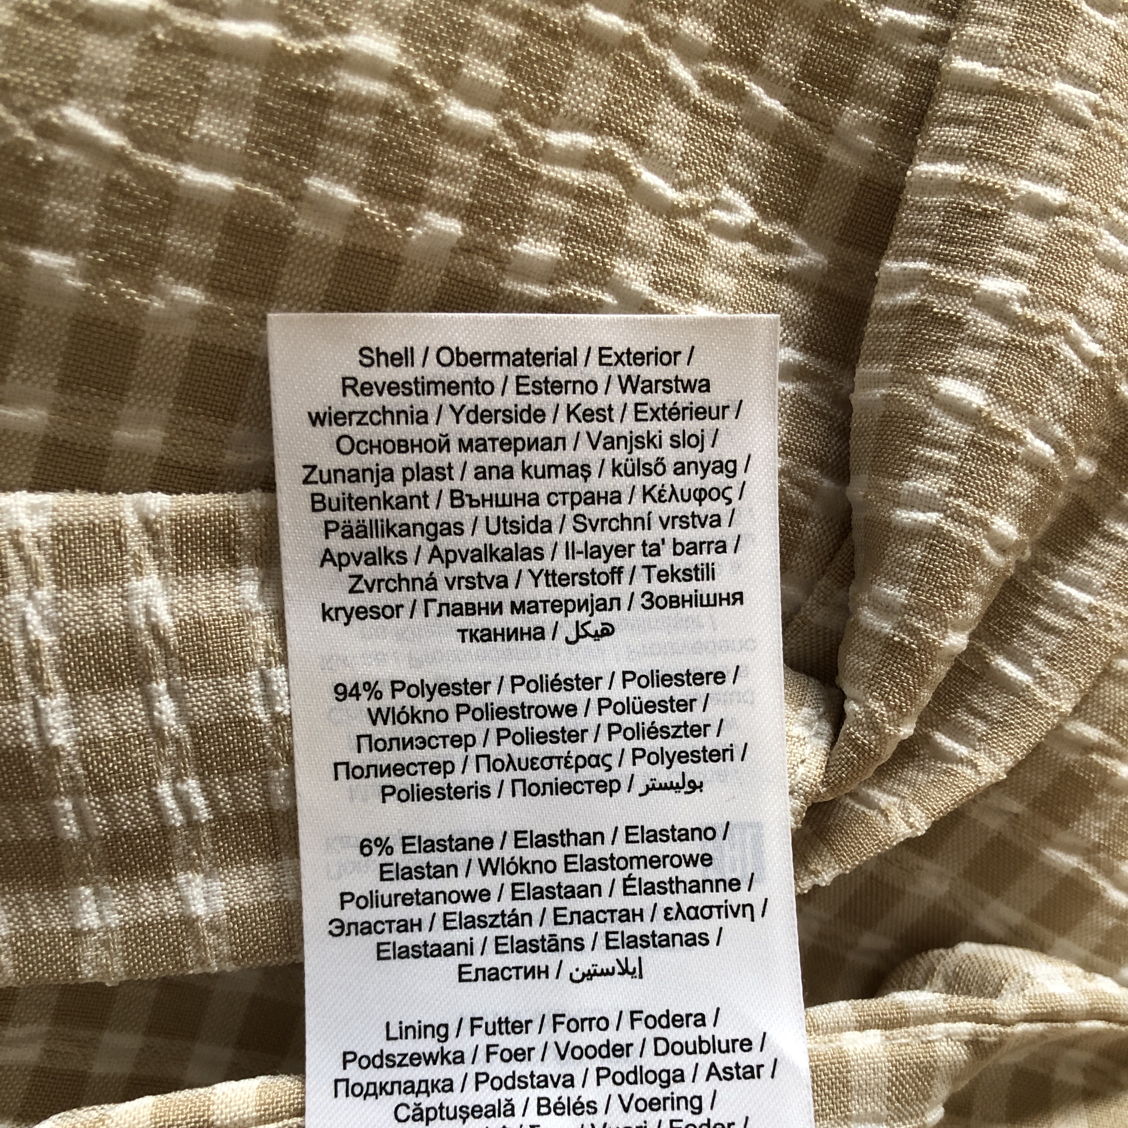 Shell / Obermaterial / Exterior /
Revestimento / Esterno / Warstwa
wierzchnia / Yderside / Kest / Extérieur /
Основной материал / Vanjski sloj /
Zunanja plast / ana kumaş / külső anyag /
Buitenkant / Външна страна / Κέλυφος /
Päällikangas / Utsida / Svrchní vrstva /
Apvalks / Apvalkalas / Il-layer ta' barra /
Zvrchná vrstva / Ytterstoff / Tekstili
kryesor / Главни материјал / Зовнішня
тканина / هيكل
94% Polyester / Poliéster / Poliestere /
Wlókno Poliestrowe / Polüester /
Полиэстер / Poliester / Poliészter /
Полиестер / Πολυεστέρας / Polyesteri /
Poliesteris / Поліестер / بوليستر
6% Elastane / Elasthan / Elastano /
Elastan / Wlókno Elastomerowe
Poliuretanowe / Elastaan / Élasthanne /
Эластан / Elasztán / Еластан / ελαστίνη /
Elastaani / Elastāns / Elastanas /
Еластин / إيلاستين
Lining / Futter / Forro / Fodera /
Podszewka / Foer / Vooder / Doublure /
Подкладка / Podstava / Podloga / Astar /
Căptușeală / Bélés / Voering /